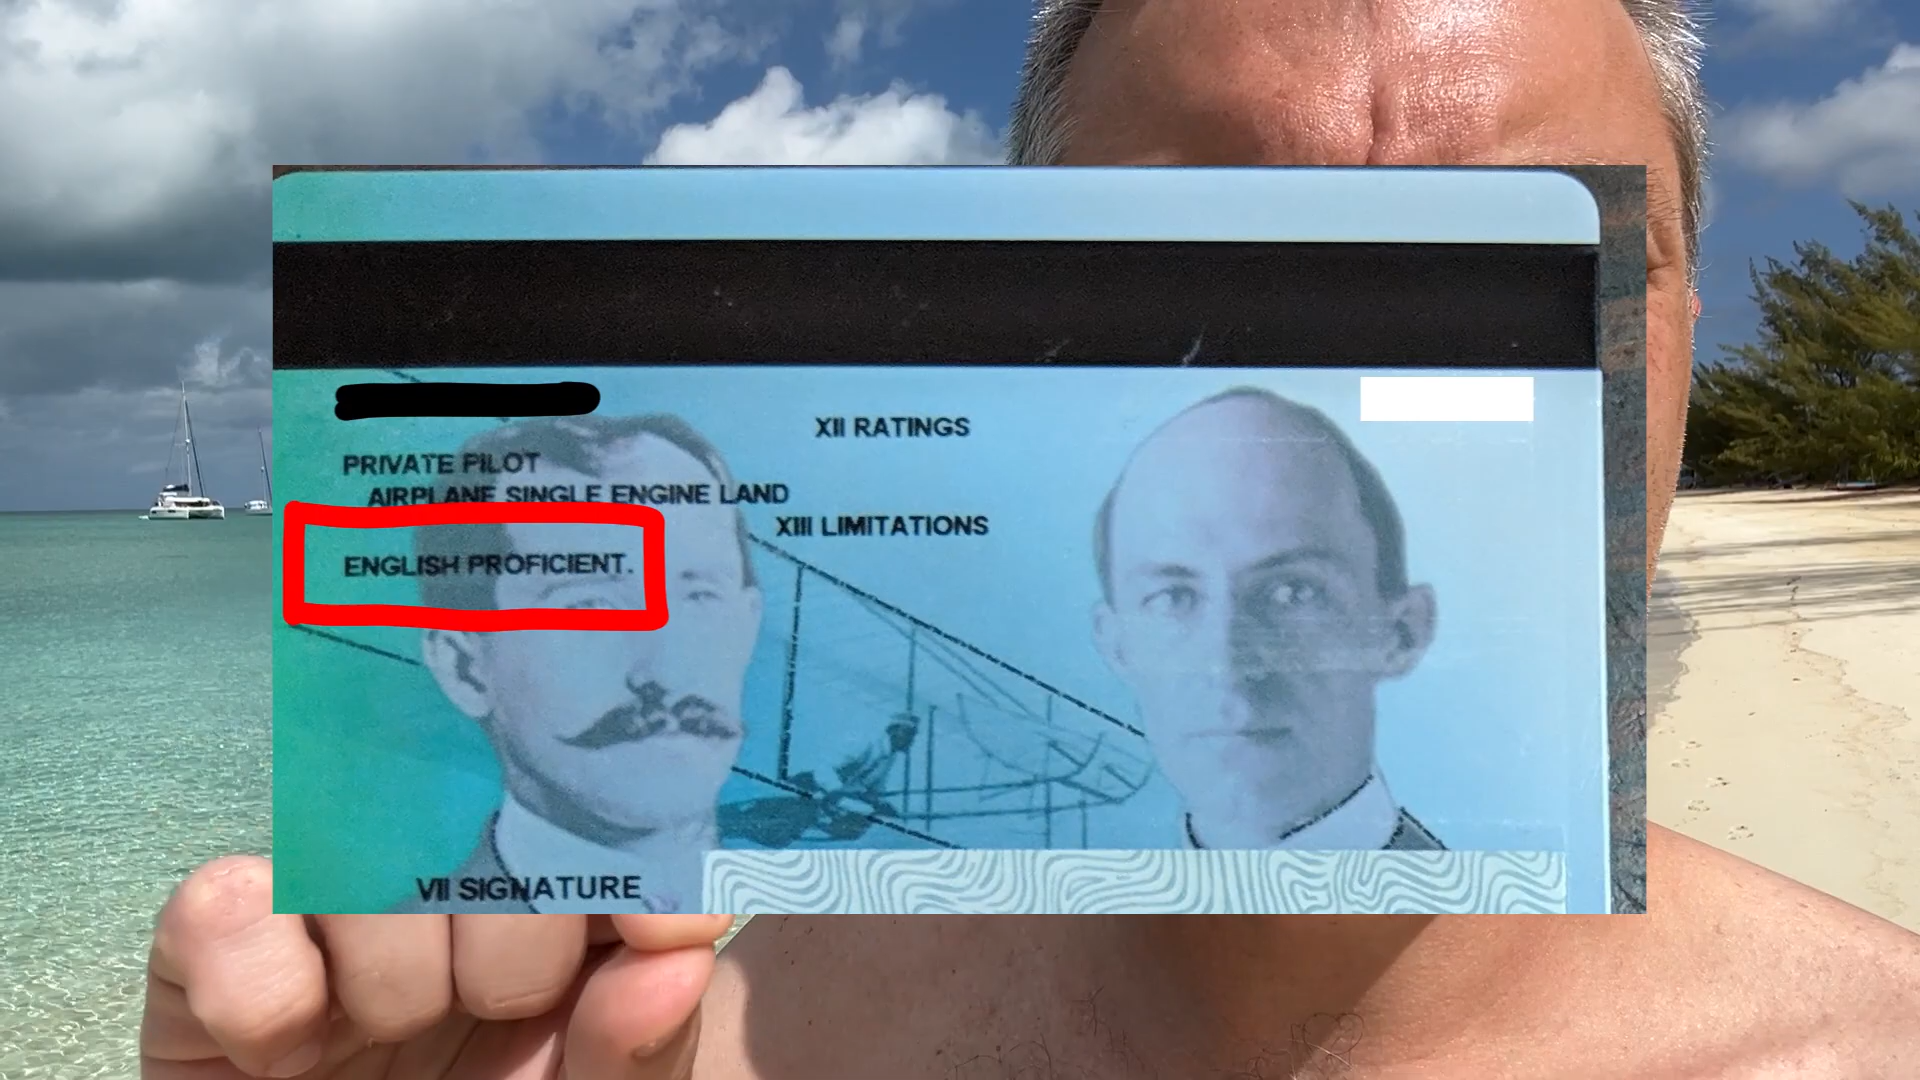 XII RATINGS
PRIVATE PILOT
AIRPLANE SINGLE ENGINE LAND
XIII LIMITATIONS
ENGLISH PROFICIENT.
VII SIGNATURE